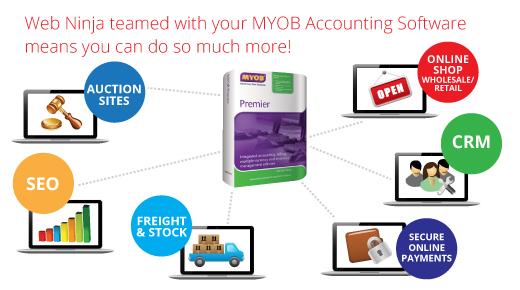 Web Ninja teamed with your MYOB Accounting Software
means you can do so much more!
AUCTION
SITES
MYOB
Premier
ONLINE
SHOP
WHOLESALE/
RETAIL
OPEN
CRM
SEO
FREIGHT
& STOCK
SECURE
ONLINE
PAYMENTS